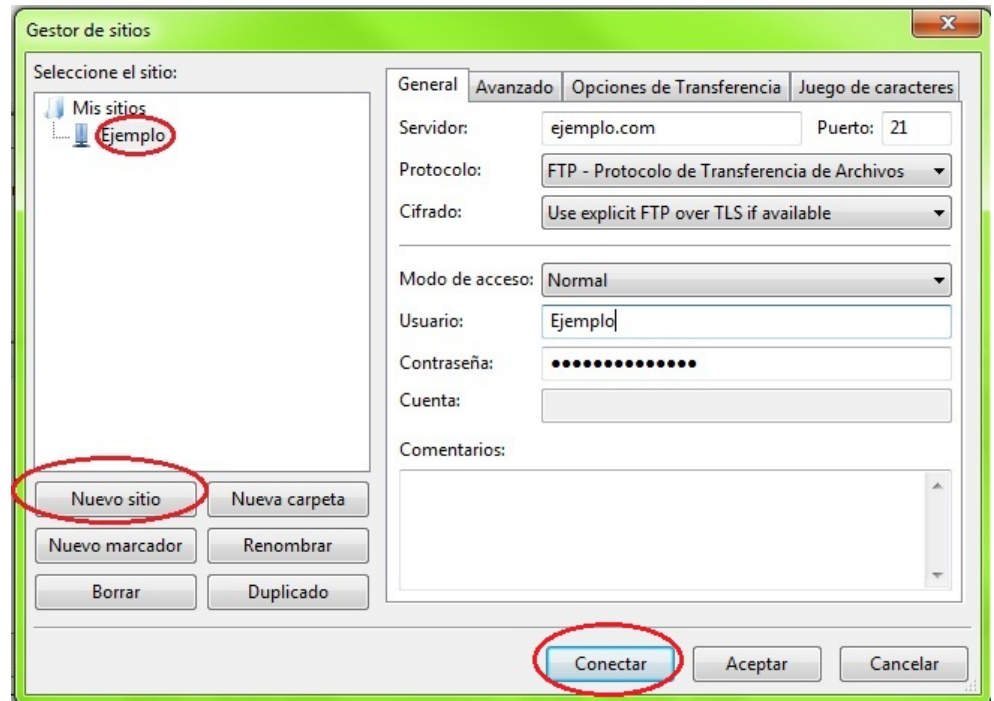 Gestor de sitios
Seleccione el sitio:
Mis sitios
Ejemplo
Nuevo sitio
Nueva carpeta
Nuevo marcador
Renombrar
Borrar
Duplicado
General
Avanzado
Opciones de Transferencia
Juego de caracteres
Servidor:
ejemplo.com
Puerto:
21
Protocolo:
FTP - Protocolo de Transferencia de Archivos
Cifrado:
Use explicit FTP over TLS if available
Modo de acceso:
Normal
Usuario:
Ejemplo
Contraseña:
●●●●●●●●●●●●●●
Cuenta:
Comentarios:
Conectar
Aceptar
Cancelar